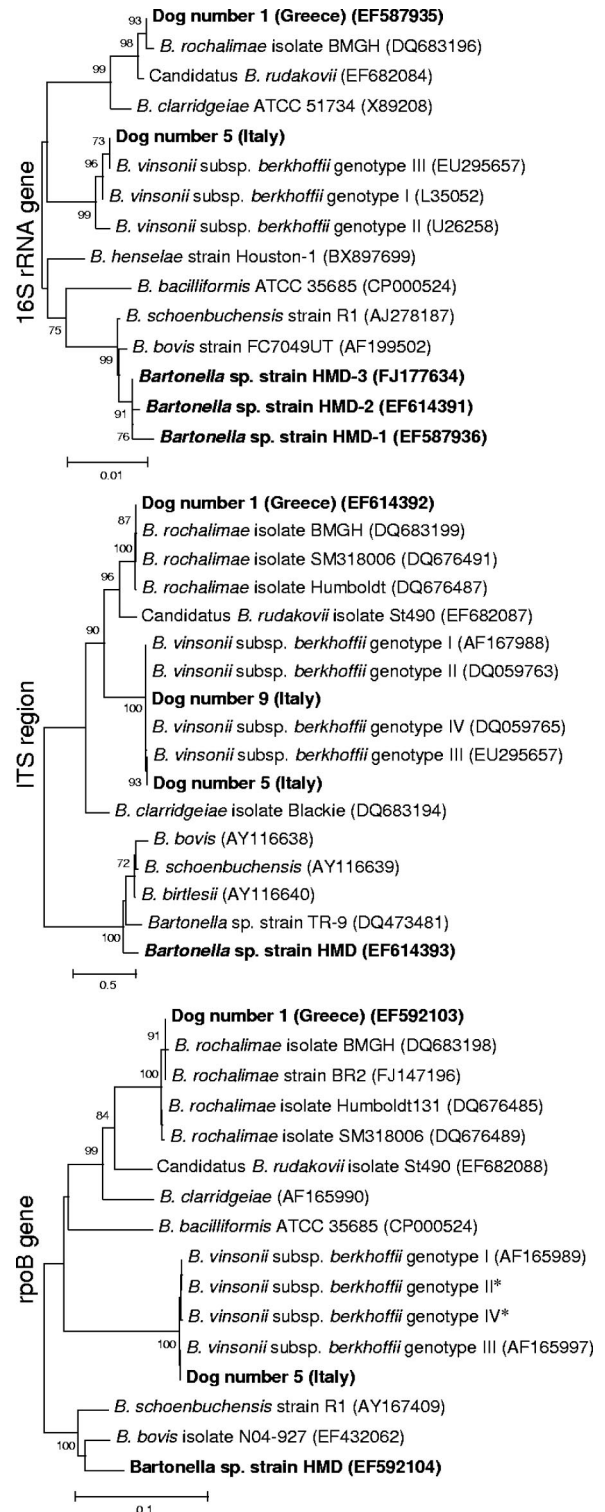 Dog number 1 (Greece) (EF587935)
93
B. rochalimae isolate BMGH (DQ683196)
98
Candidatus B. rudakovii (EF682084)
99
B. clarridgeiae ATCC 51734 (X89208)
Dog number 5 (Italy)
73
B. vinsonii subsp. berkhoffii genotype III (EU295657)
96
B. vinsonii subsp. berkhoffii genotype I (L35052)
99
B. vinsonii subsp. berkhoffii genotype II (U26258)
B. henselae strain Houston-1 (BX897699)
B. bacilliformis ATCC 35685 (CP000524)
75
B. schoenbuchensis strain R1 (AJ278187)
B. bovis strain FC7049UT (AF199502)
99
Bartonella sp. strain HMD-3 (FJ177634)
Bartonella sp. strain HMD-2 (EF614391)
91
Bartonella sp. strain HMD-1 (EF587936)
76
16S rRNA gene
0.01
Dog number 1 (Greece) (EF614392)
87
B. rochalimae isolate BMGH (DQ683199)
100
B. rochalimae isolate SM318006 (DQ676491)
96
B. rochalimae isolate Humboldt (DQ676487)
Candidatus B. rudakovii isolate St490 (EF682087)
90
B. vinsonii subsp. berkhoffii genotype I (AF167988)
B. vinsonii subsp. berkhoffii genotype II (DQ059763)
Dog number 9 (Italy)
100
B. vinsonii subsp. berkhoffii genotype IV (DQ059765)
B. vinsonii subsp. berkhoffii genotype III (EU295657)
93
Dog number 5 (Italy)
B. clarridgeiae isolate Blackie (DQ683194)
B. bovis (AY116638)
72
B. schoenbuchensis (AY116639)
B. birtlesii (AY116640)
Bartonella sp. strain TR-9 (DQ473481)
100
Bartonella sp. strain HMD (EF614393)
ITS region
0.5
Dog number 1 (Greece) (EF592103)
91
B. rochalimae isolate BMGH (DQ683198)
100
B. rochalimae strain BR2 (FJ147196)
B. rochalimae isolate Humboldt131 (DQ676485)
84
B. rochalimae isolate SM318006 (DQ676489)
99
Candidatus B. rudakovii isolate St490 (EF682088)
B. clarridgeiae (AF165990)
B. bacilliformis ATCC 35685 (CP000524)
B. vinsonii subsp. berkhoffii genotype I (AF165989)
B. vinsonii subsp. berkhoffii genotype II*
B. vinsonii subsp. berkhoffii genotype IV*
100
B. vinsonii subsp. berkhoffii genotype III (AF165997)
Dog number 5 (Italy)
B. schoenbuchensis strain R1 (AY167409)
100
B. bovis isolate N04-927 (EF432062)
Bartonella sp. strain HMD (EF592104)
rpoB gene
0.1